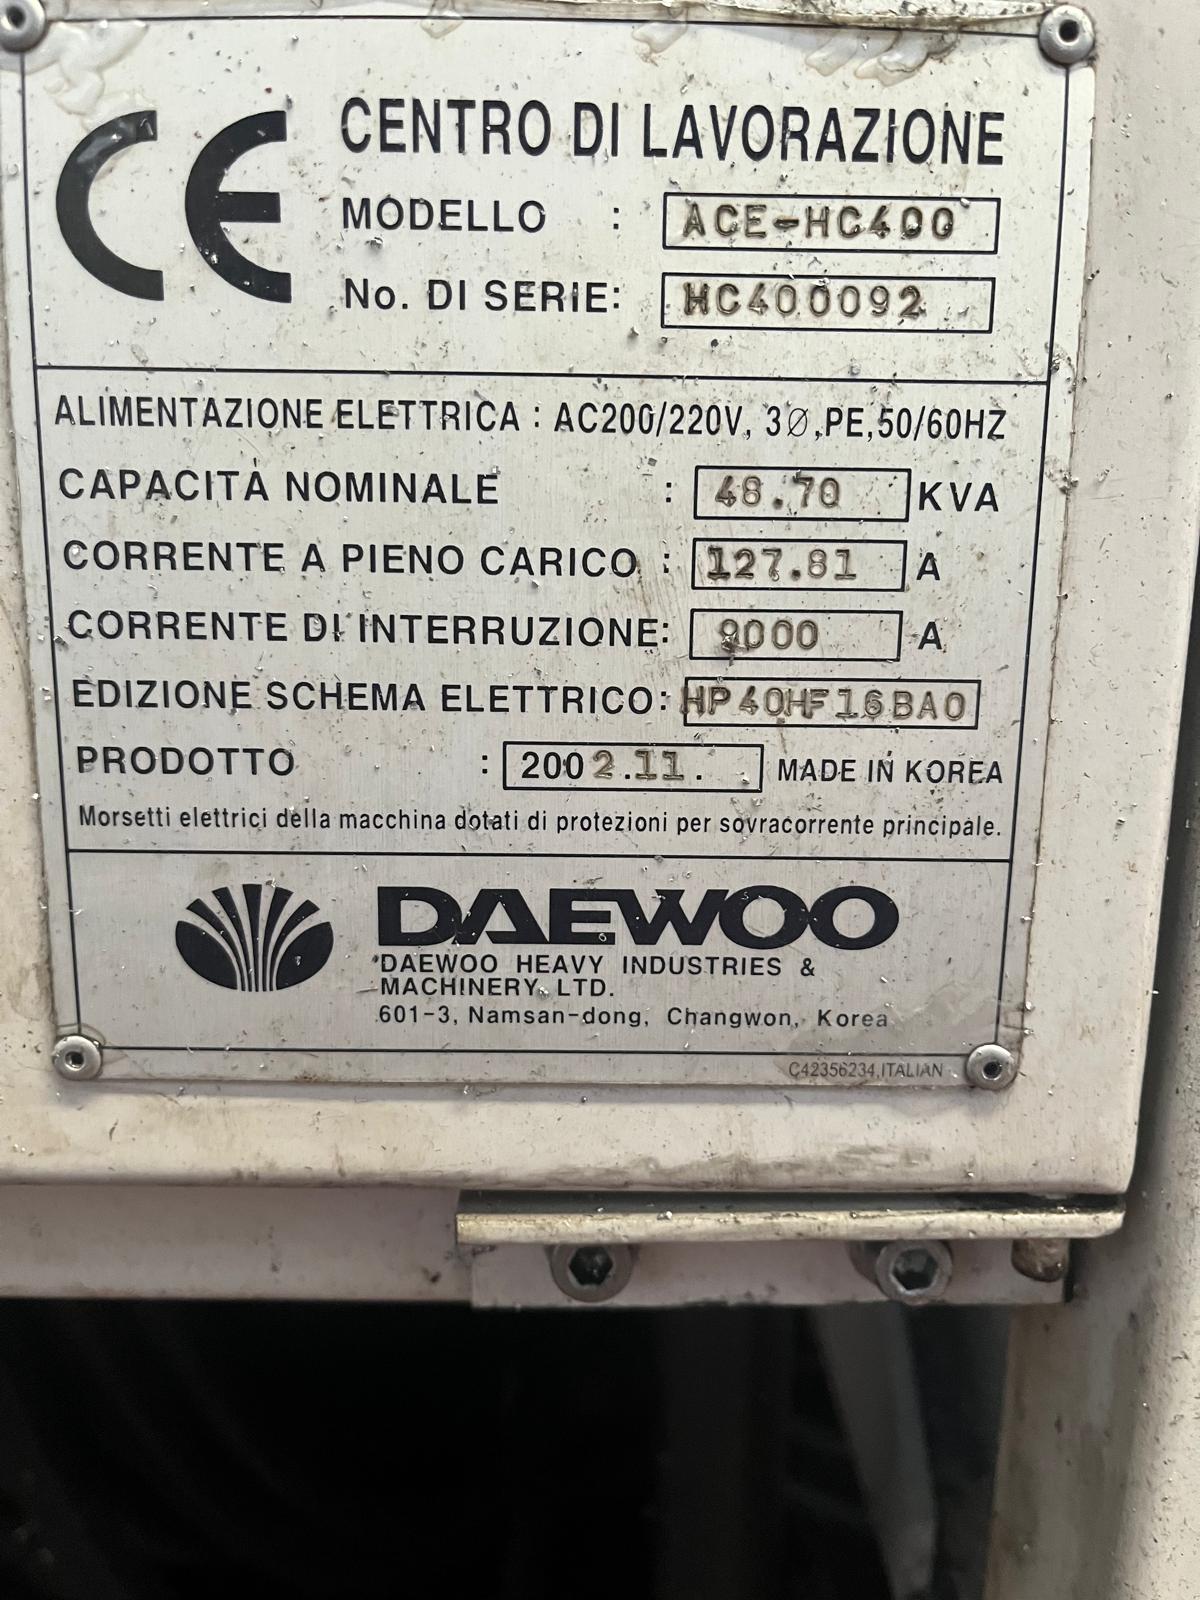 CE
CENTRO DI LAVORAZIONE
MODELLO : ACE-HC400
No. DI SERIE: HC400092
ALIMENTAZIONE ELETTRICA : AC200/220V, 3Ø,PE,50/60HZ
CAPACITÀ NOMINALE : 48.70 KVA
CORRENTE A PIENO CARICO : 127.81 A
CORRENTE DI INTERRUZIONE: 9000 A
EDIZIONE SCHEMA ELETTRICO: HP40HF16BA0
PRODOTTO : 2002.11. MADE IN KOREA
Morsetti elettrici della macchina dotati di protezioni per sovracorrente principale.
DAEWOO
DAEWOO HEAVY INDUSTRIES &
MACHINERY LTD.
601-3, Namsan-dong, Changwon, Korea
C42356234,ITALIAN